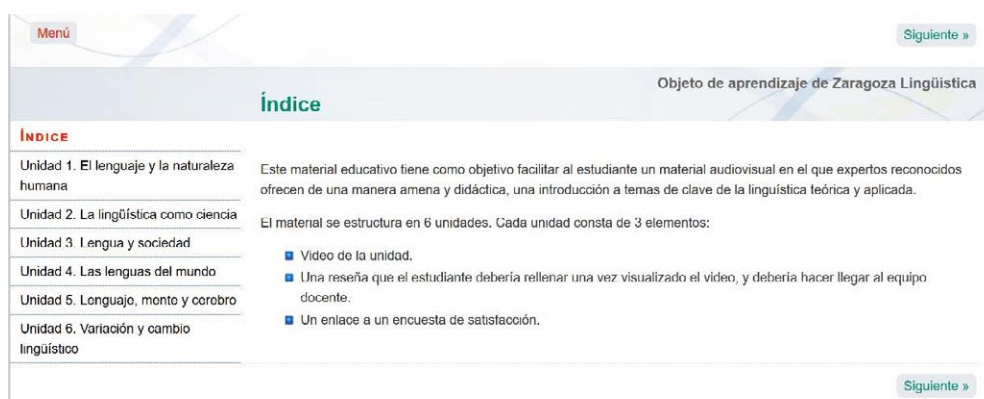 Menú
Siguiente »
Objeto de aprendizaje de Zaragoza Lingüistica
Índice
ÍNDICE
Unidad 1. El lenguaje y la naturaleza
humana
Unidad 2. La lingüística como ciencia
Unidad 3. Lengua y sociedad
Unidad 4. Las lenguas del mundo
Unidad 5. Lenguaje, mente y cerebro
Unidad 6. Variación y cambio
lingüístico
Este material educativo tiene como objetivo facilitar al estudiante un material audiovisual en el que expertos reconocidos
ofrecen de una manera amena y didáctica, una introducción a temas de clave de la linguística teórica y aplicada.
El material se estructura en 6 unidades. Cada unidad consta de 3 elementos:
Video de la unidad.
Una reseña que el estudiante debería rellenar una vez visualizado el video, y debería hacer llegar al equipo
docente.
Un enlace a un encuesta de satisfacción.
Siguiente »